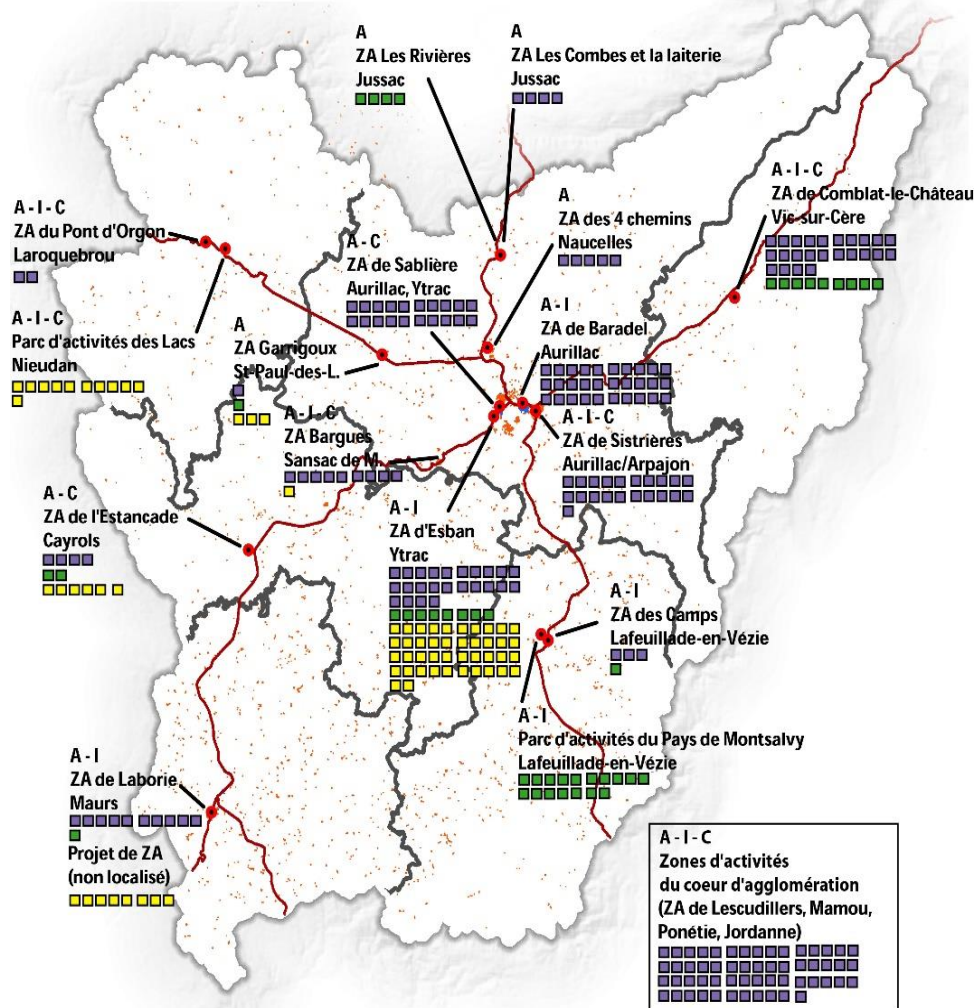 A
ZA Les Rivières
Jussac
A
ZA Les Combes et la laiterie
Jussac
A - I - C
ZA de Comblat-le-Château
Vic-sur-Cère
A
ZA des 4 chemins
Naucelles
A - I - C
ZA du Pont d'Orgon
Laroquebrou
A - C
ZA de Sablière
Aurillac, Ytrac
A - I
ZA de Baradel
Aurillac
A - I - C
Parc d'activités des Lacs
Nieudan
A
ZA Garrigoux
St-Paul-des-L.
A - I - C
ZA Bargues
Sansac de M.
A - I - C
ZA de Sistrières
Aurillac/Arpajon
A - C
ZA de l'Estancade
Cayrols
A - I
ZA d'Esban
Ytrac
A - I
ZA des Camps
Lafeuillade-en-Vézie
A - I
Parc d'activités du Pays de Montsalvy
Lafeuillade-en-Vézie
A - I
ZA de Laborie
Maurs
Projet de ZA
(non localisé)
A - I - C
Zones d'activités
du coeur d'agglomération
(ZA de Lescudillers, Mamou,
Ponétie, Jordanne)